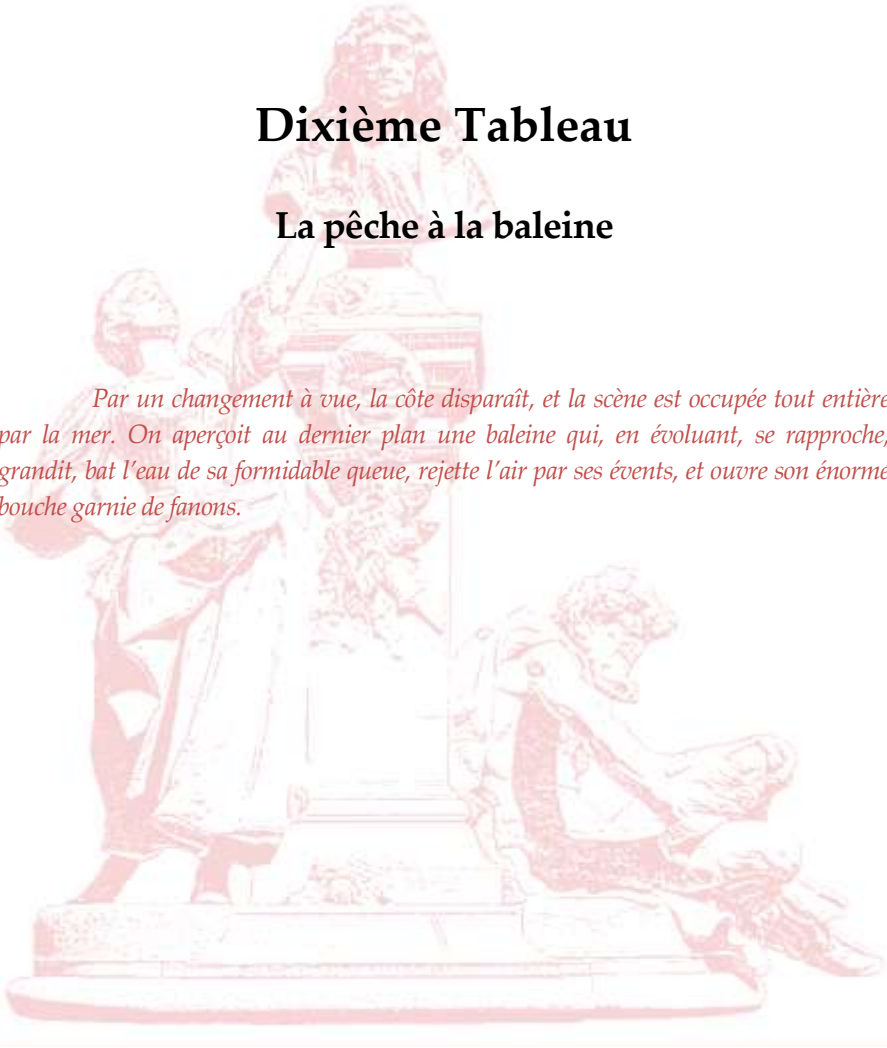 Dixième Tableau
La pêche à la baleine
Par un changement à vue, la côte disparaît, et la scène est occupée tout entière
par la mer. On aperçoit au dernier plan une baleine qui, en évoluant, se rapproche,
grandit, bat l’eau de sa formidable queue, rejette l’air par ses évents, et ouvre son énorme
bouche garnie de fanons.